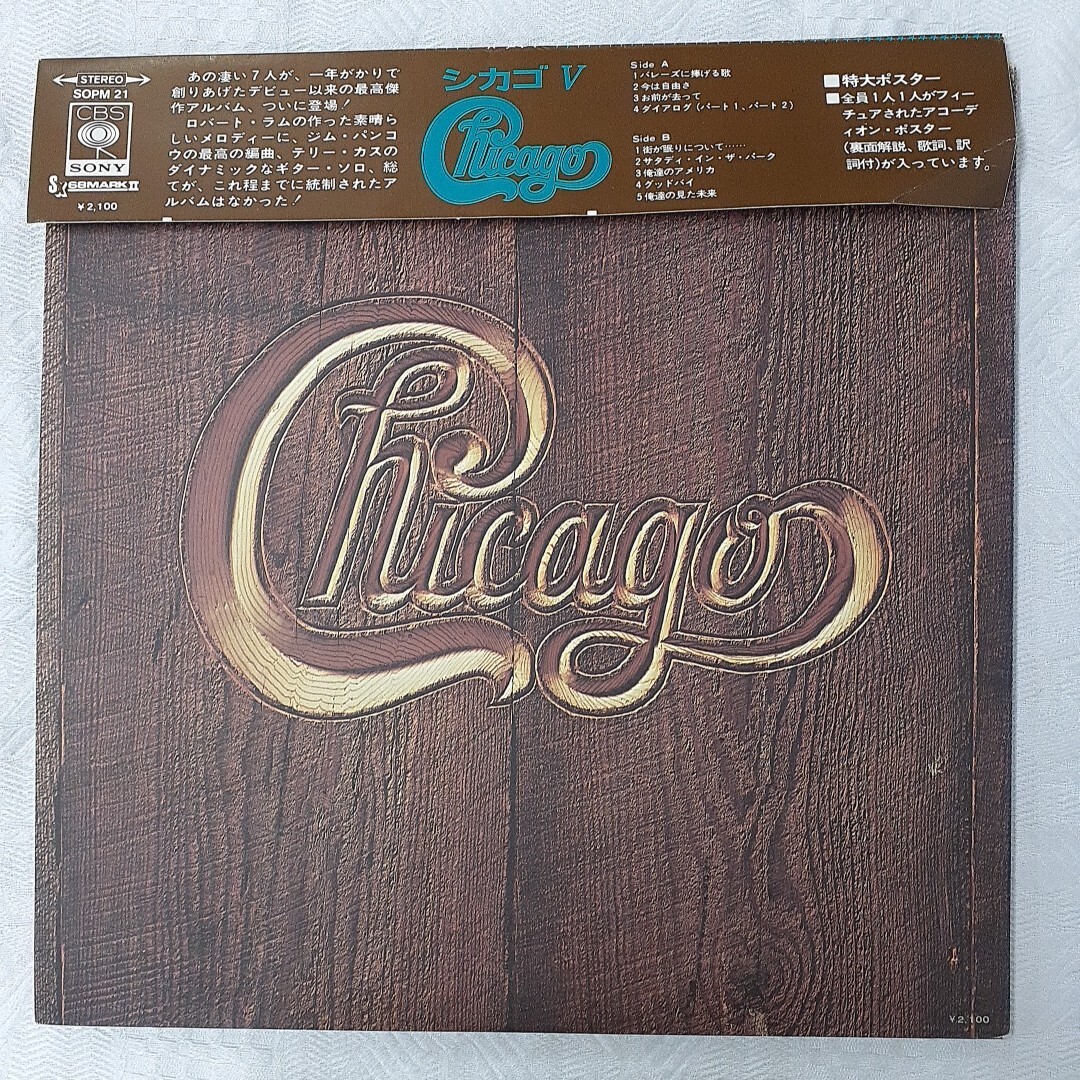 STEREO
SOPM 21
CBS
SONY
SX 68MARKⅡ
¥2,100
あの凄い7人が、一年がかりで
創りあげたデビュー以来の最高傑
作アルバム、ついに登場!
ロバート・ラムの作った素晴ら
しいメロディーに、ジム・パンコ
ウの最高の編曲、テリー・カスの
ダイナミックなギター・ソロ、総
てが、これ程までに統制されたア
ルバムはなかった!
シカゴ V
Chicago
Side A
1 バレーズに捧げる歌
2 今は自由さ
3 お前が去って
4 ダイアログ(パート1、パート2)
Side B
1 街が眠りについて……
2 サタデイ・イン・ザ・パーク
3 俺達のアメリカ
4 グッドバイ
5 俺達の見た未来
■特大ポスター
■全員1人1人がフィー
チュアされたアコーデ
ィオン・ポスター
(裏面解説、歌詞、訳
詞付)が入っています。
Chicago
¥2,100